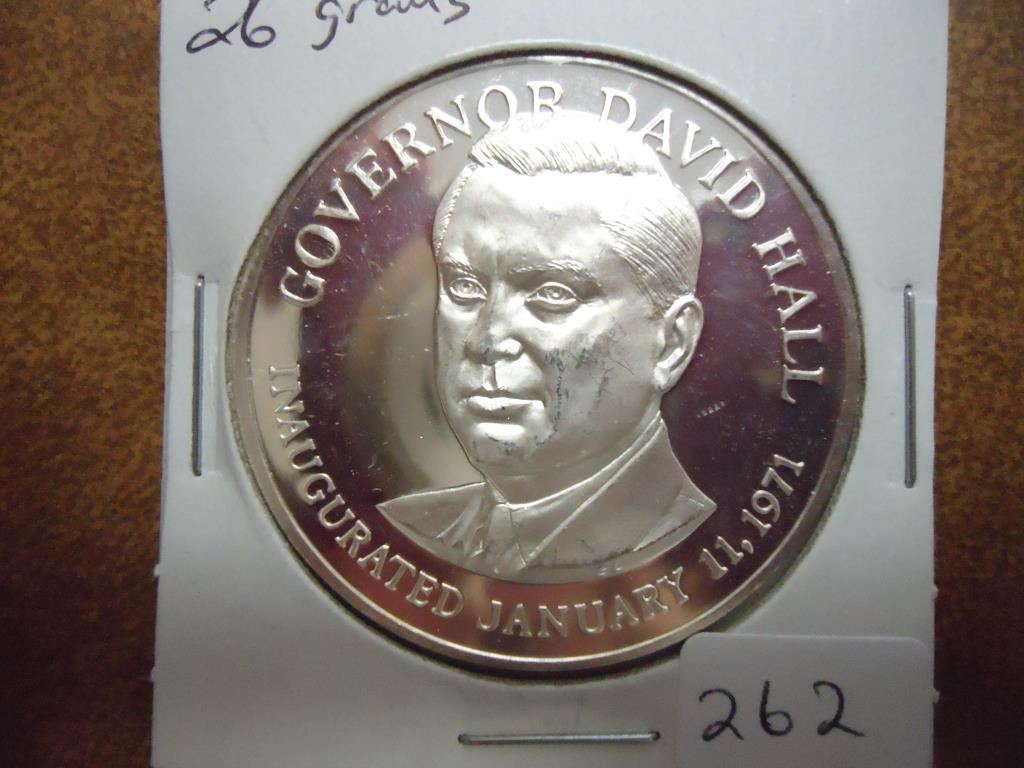 26 grams
GOVERNOR DAVID HALL
INAUGURATED JANUARY 11, 1971
262